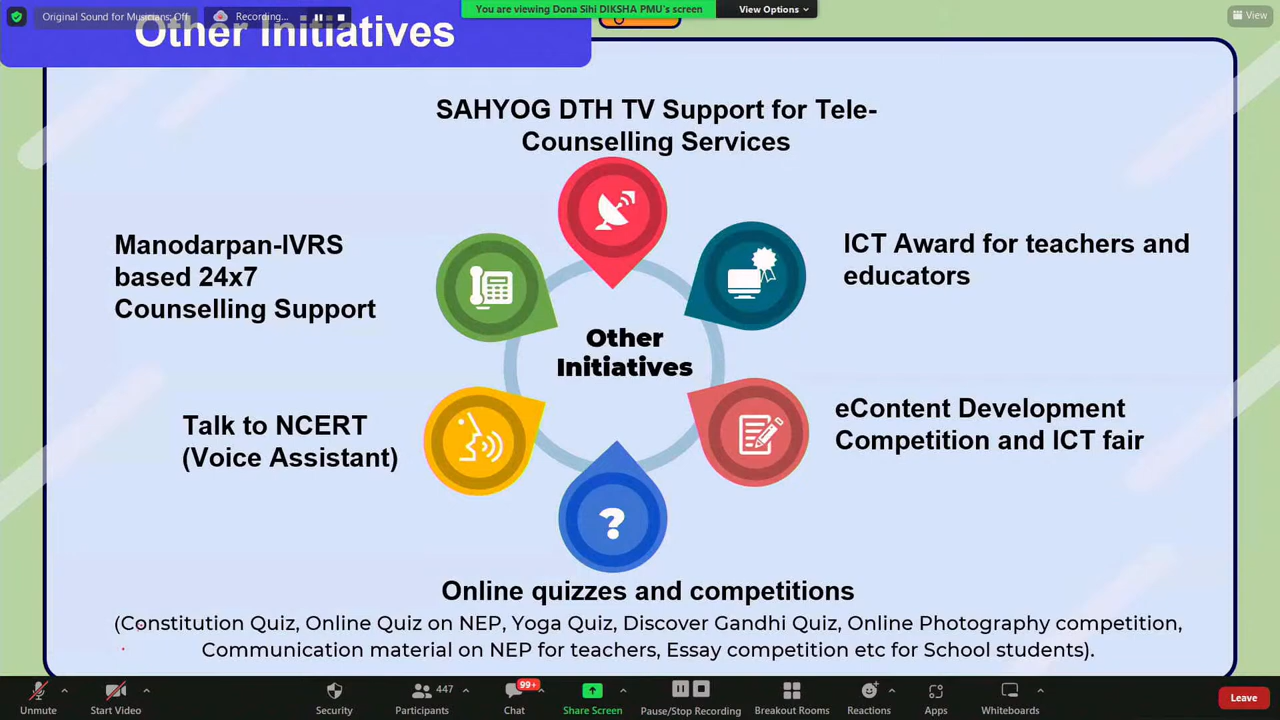 Original Sound for Musicians: Off
Recording...
You are viewing Dona Sihi DIKSHA PMU's screen
View Options
View
Other Initiatives
SAHYOG DTH TV Support for Tele-
Counselling Services
Manodarpan-IVRS
based 24x7
Counselling Support
ICT Award for teachers and
educators
Other
Initiatives
Talk to NCERT
(Voice Assistant)
eContent Development
Competition and ICT fair
?
Online quizzes and competitions
(Constitution Quiz, Online Quiz on NEP, Yoga Quiz, Discover Gandhi Quiz, Online Photography competition,
Communication material on NEP for teachers, Essay competition etc for School students).
447
99+
Unmute
Start Video
Security
Participants
Chat
Share Screen
Pause/Stop Recording
Breakout Rooms
Reactions
Apps
Whiteboards
Leave